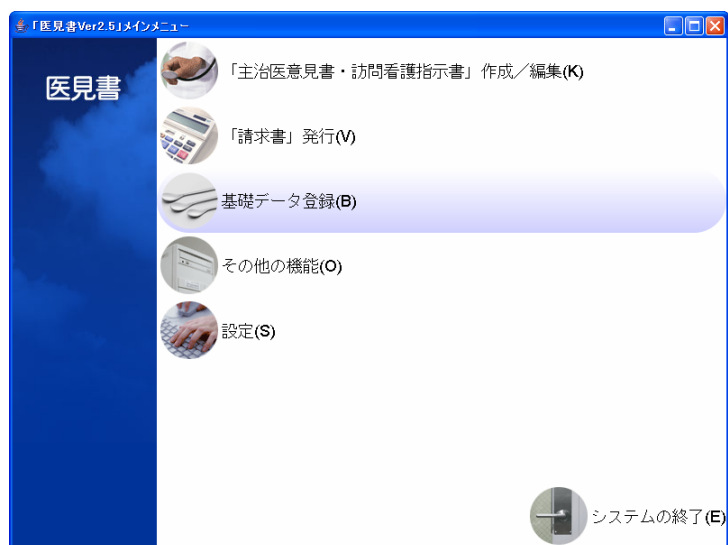 「医見書Ver2.5」メインメニュー
医見書
「主治医意見書・訪問看護指示書」作成／編集(K)
「請求書」発行(V)
基礎データ登録(B)
その他の機能(O)
設定(S)
システムの終了(E)